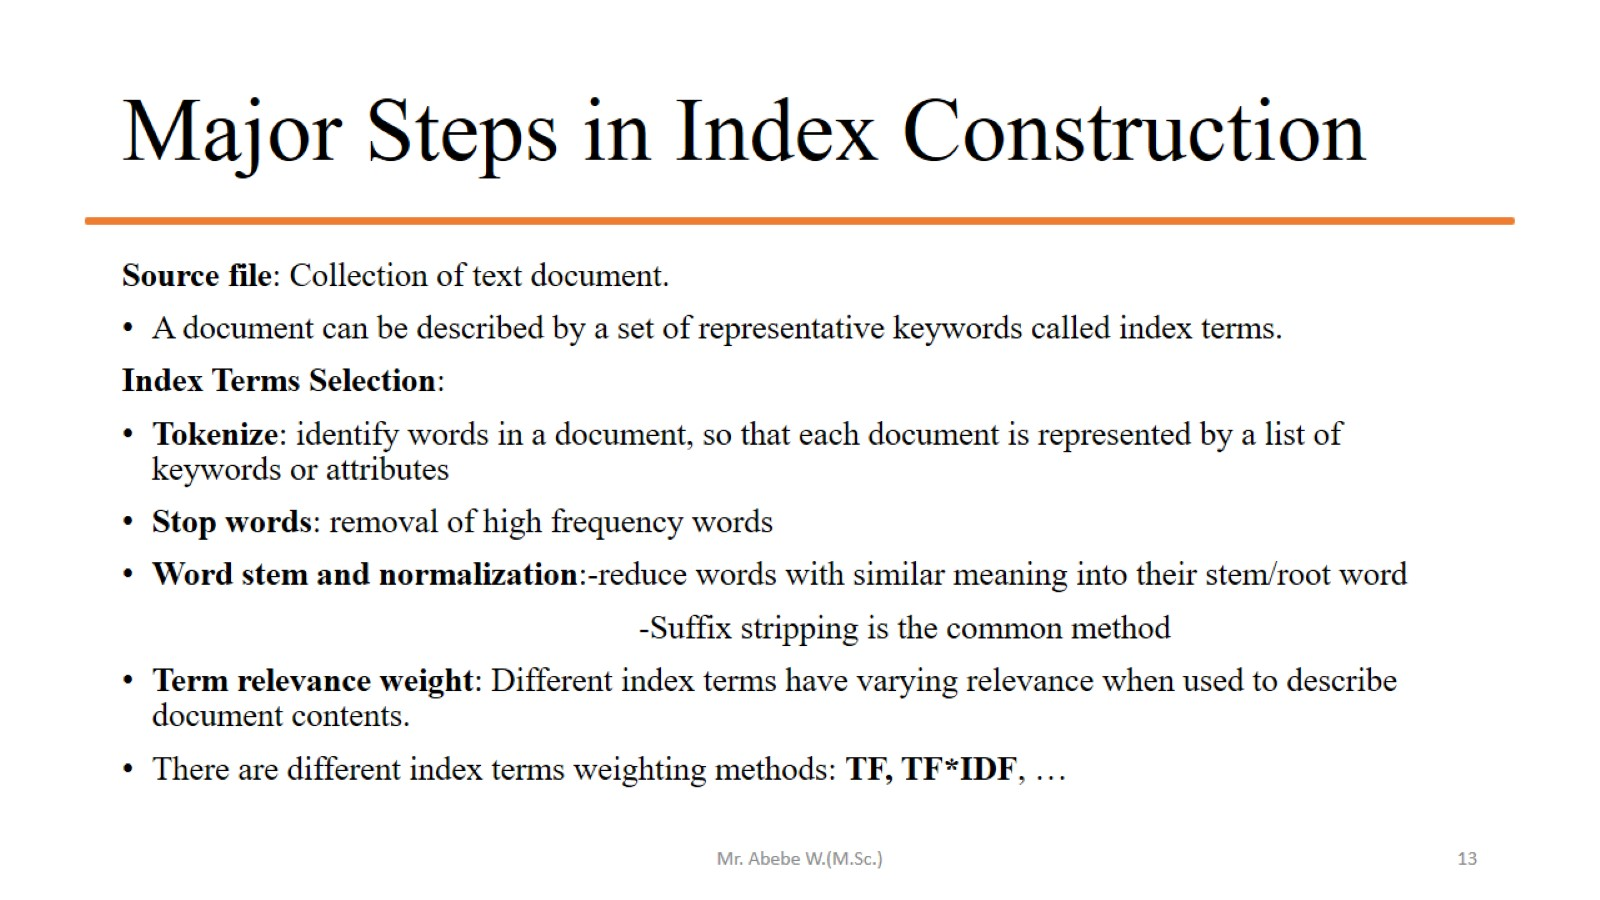 Major Steps in Index Construction
Source file: Collection of text document.
• A document can be described by a set of representative keywords called index terms.
Index Terms Selection:
• Tokenize: identify words in a document, so that each document is represented by a list of
keywords or attributes
• Stop words: removal of high frequency words
• Word stem and normalization:-reduce words with similar meaning into their stem/root word
-Suffix stripping is the common method
• Term relevance weight: Different index terms have varying relevance when used to describe
document contents.
• There are different index terms weighting methods: TF, TF*IDF, …
Mr. Abebe W.(M.Sc.)
13